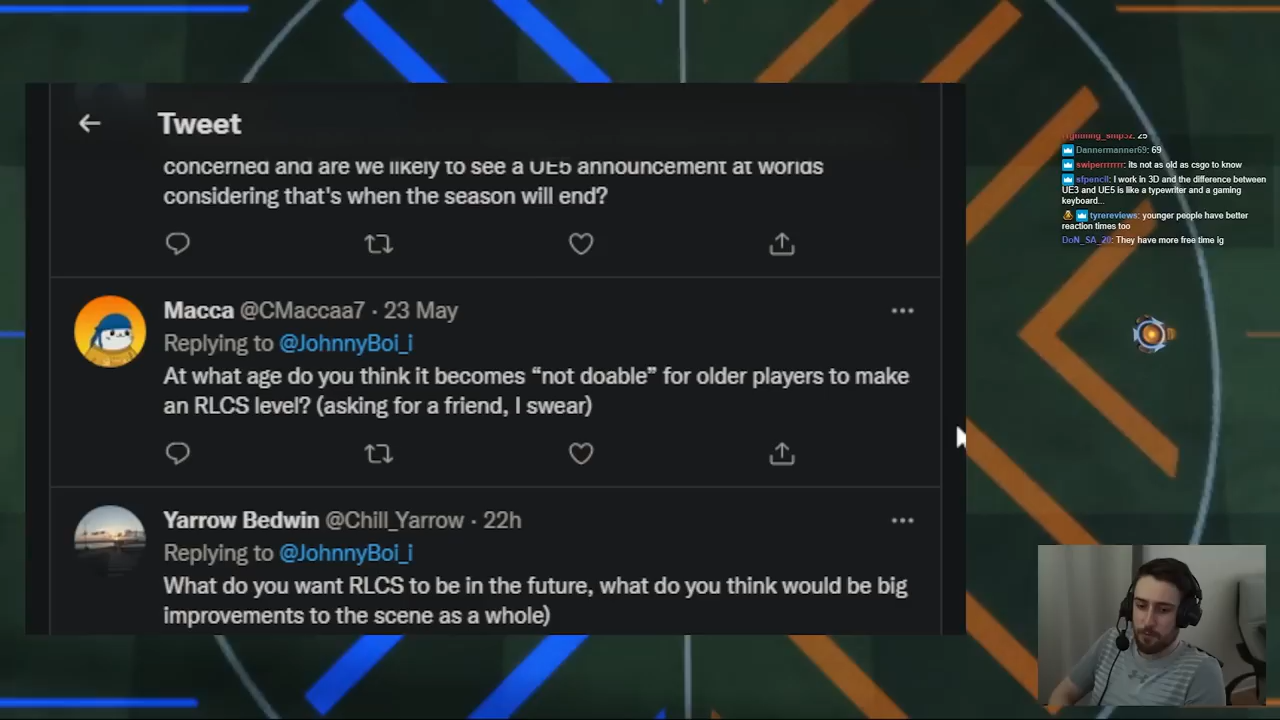 Tweet
concerned and are we likely to see a UE5 announcement at worlds
considering that's when the season will end?
Macca @CMaccaa7 · 23 May
Replying to @JohnnyBoi_i
At what age do you think it becomes “not doable” for older players to make
an RLCS level? (asking for a friend, I swear)
Yarrow Bedwin @Chill_Yarrow · 22h
Replying to @JohnnyBoi_i
What do you want RLCS to be in the future, what do you think would be big
improvements to the scene as a whole)
25
Dannermanner69: 69
swiperrrrrr: its not as old as csgo to know
sfpencil: I work in 3D and the difference between
UE3 and UE5 is like a typewriter and a gaming
keyboard...
tyrereviews: younger people have better
reaction times too
DoN_SA_20: They have more free time ig